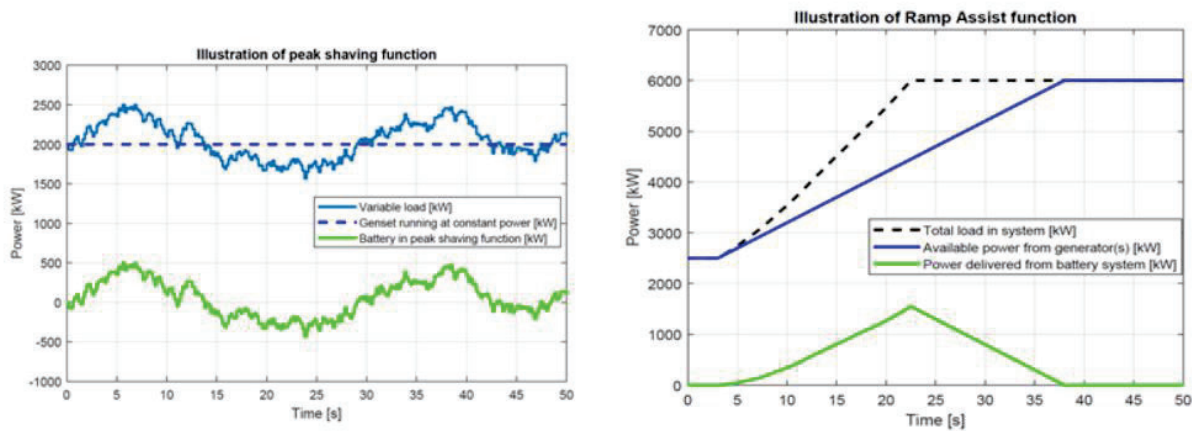 Illustration of peak shaving function
3000
2500
2000
1500
1000
500
0
-500
-1000
Power [kW]
Variable load [kW]
Genset running at constant power [kW]
Battery in peak shaving function [kW]
0 5 10 15 20 25 30 35 40 45 50
Time [s]
Illustration of Ramp Assist function
7000
6000
5000
4000
3000
2000
1000
0
Power [kW]
Total load in system [kW]
Available power from generator(s) [kW]
Power delivered from battery system [kW]
0 5 10 15 20 25 30 35 40 45 50
Time [s]